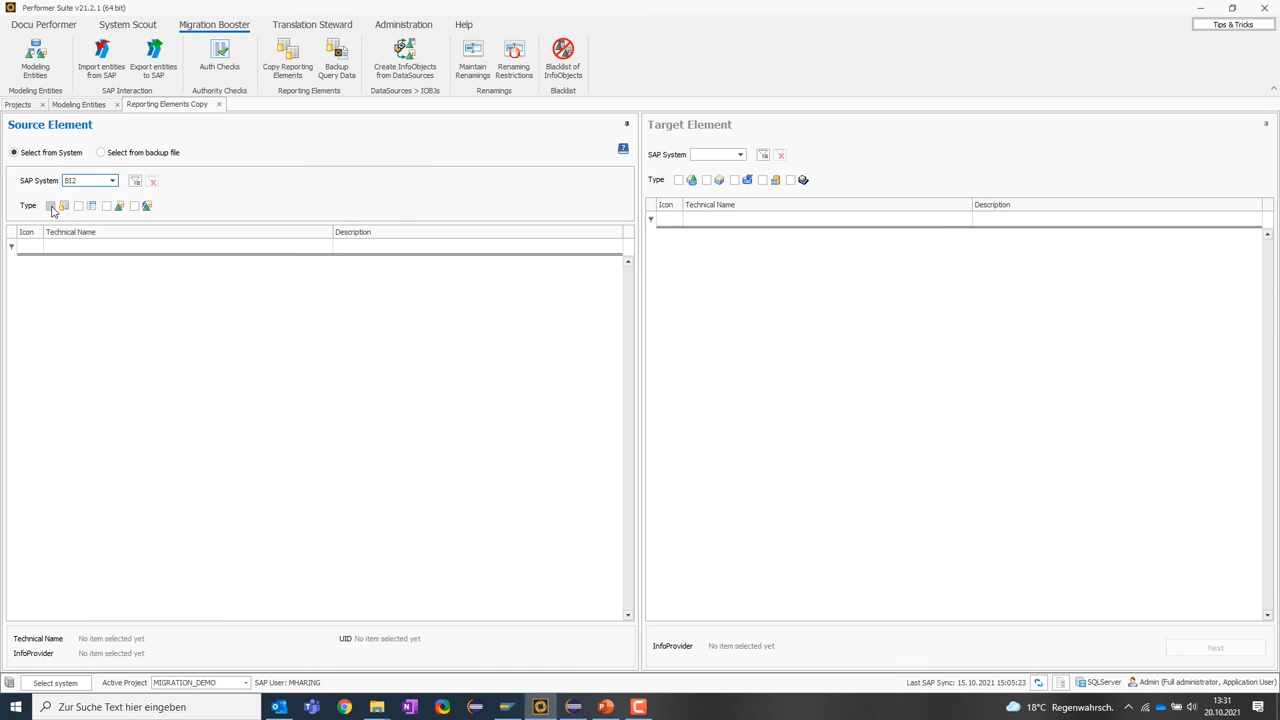 Performer Suite v21.2.1 (64 bit)
Docu Performer System Scout Migration Booster Translation Steward Administration Help
Tips & Tricks
Modeling Entities
Import entities from SAP
Export entities to SAP
Auth Checks
Copy Reporting Elements
Backup Query Data
Create InfoObjects from DataSources
Maintain Renamings
Renaming Restrictions
Blacklist of InfoObjects
Modeling Entities SAP Interaction Authority Checks Reporting Elements DataSources > IOBJs Renamings Blacklist
Projects Modeling Entities Reporting Elements Copy
Source Element
Select from System Select from backup file
SAP System BI2
Type
Icon Technical Name Description
Technical Name No item selected yet UID No item selected yet
InfoProvider No item selected yet
Target Element
SAP System
Type
Icon Technical Name Description
InfoProvider No item selected yet Next
Select system Active Project MIGRATION_DEMO SAP User: MHARING Last SAP Sync: 15.10.2021 15:05:23 SQLServer Admin (Full administrator, Application User)
Zur Suche Text hier eingeben
18°C Regenwahrsch.
13:31
20.10.2021